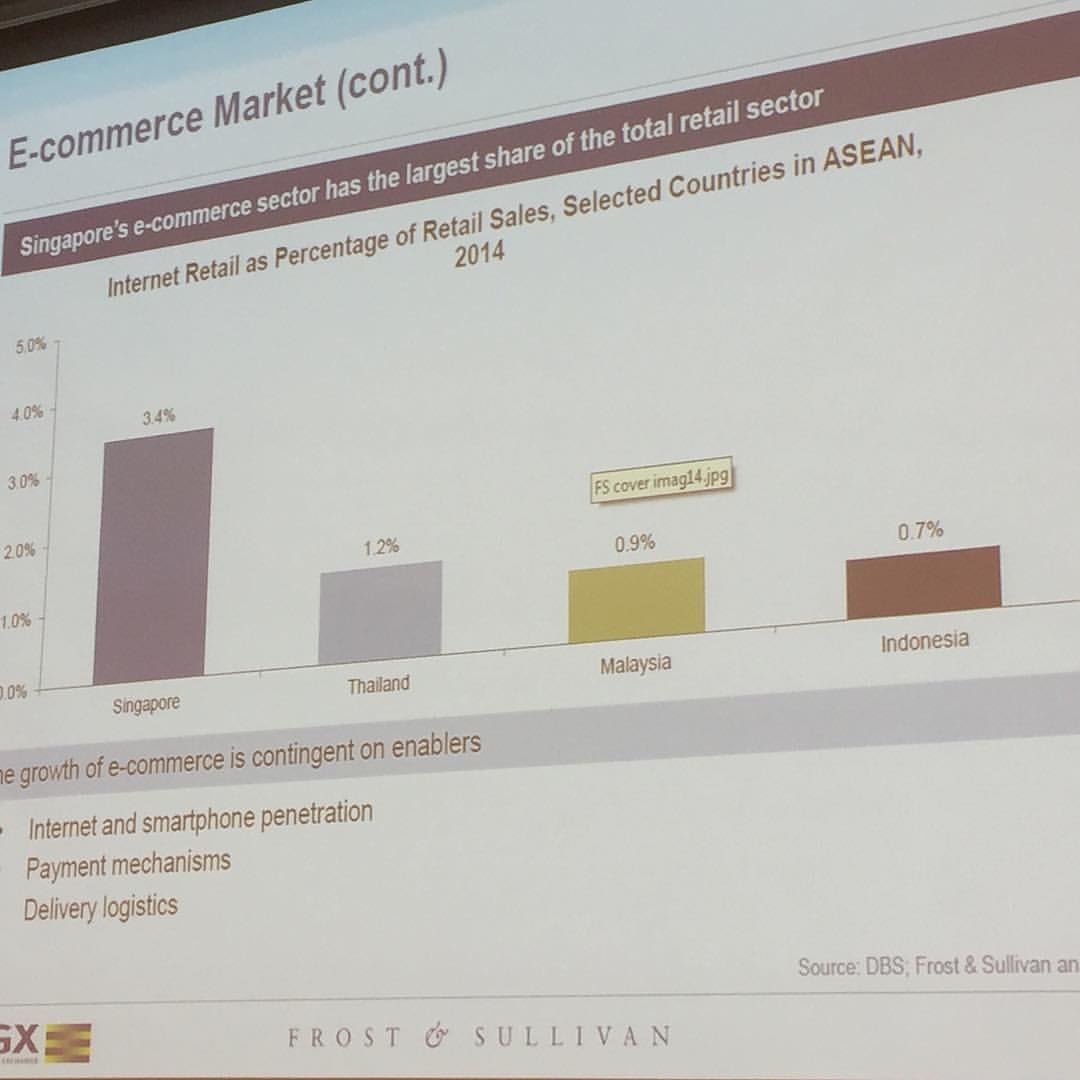 E-commerce Market (cont.)
Singapore's e-commerce sector has the largest share of the total retail sector
Internet Retail as Percentage of Retail Sales, Selected Countries in ASEAN,
2014
5.0%
4.0%
3.0%
2.0%
1.0%
0.0%
3.4%
1.2%
0.9%
0.7%
FS cover imag14.jpg
Singapore
Thailand
Malaysia
Indonesia
he growth of e-commerce is contingent on enablers
Internet and smartphone penetration
Payment mechanisms
Delivery logistics
Source: DBS; Frost & Sullivan an
GX
FROST & SULLIVAN